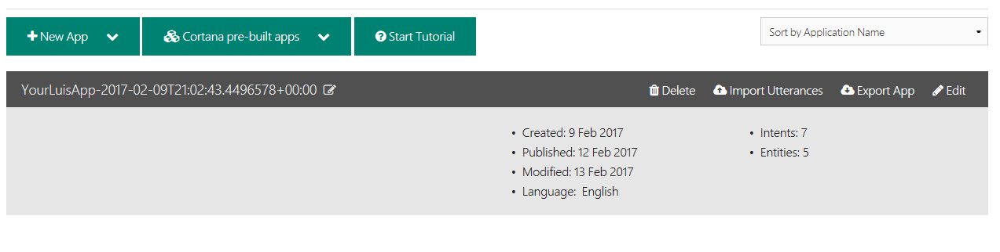 New App Cortana pre-built apps Start Tutorial Sort by Application Name
YourLuisApp-2017-02-09T21:02:43.4496578+00:00 Delete Import Utterances Export App Edit
• Created: 9 Feb 2017 • Intents: 7
• Published: 12 Feb 2017 • Entities: 5
• Modified: 13 Feb 2017
• Language: English